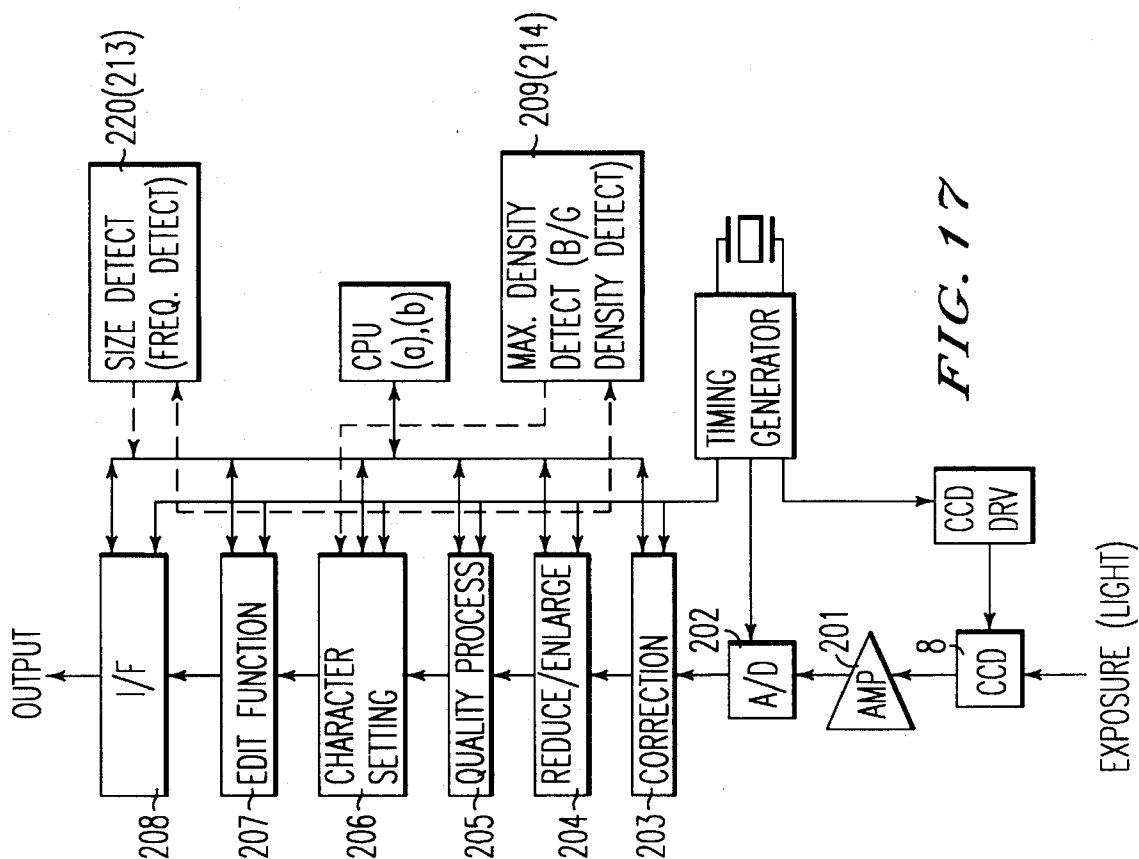 OUTPUT
I/F
208
EDIT FUNCTION
207
CHARACTER
SETTING
206
QUALITY PROCESS
205
REDUCE/ENLARGE
204
CORRECTION
203
A/D
202
AMP
201
CCD
8
EXPOSURE (LIGHT)
SIZE DETECT
(FREQ. DETECT)
220(213)
CPU
(a),(b)
MAX. DENSITY
DETECT (B/G
DENSITY DETECT)
209(214)
TIMING
GENERATOR
CCD
DRV
FIG. 17